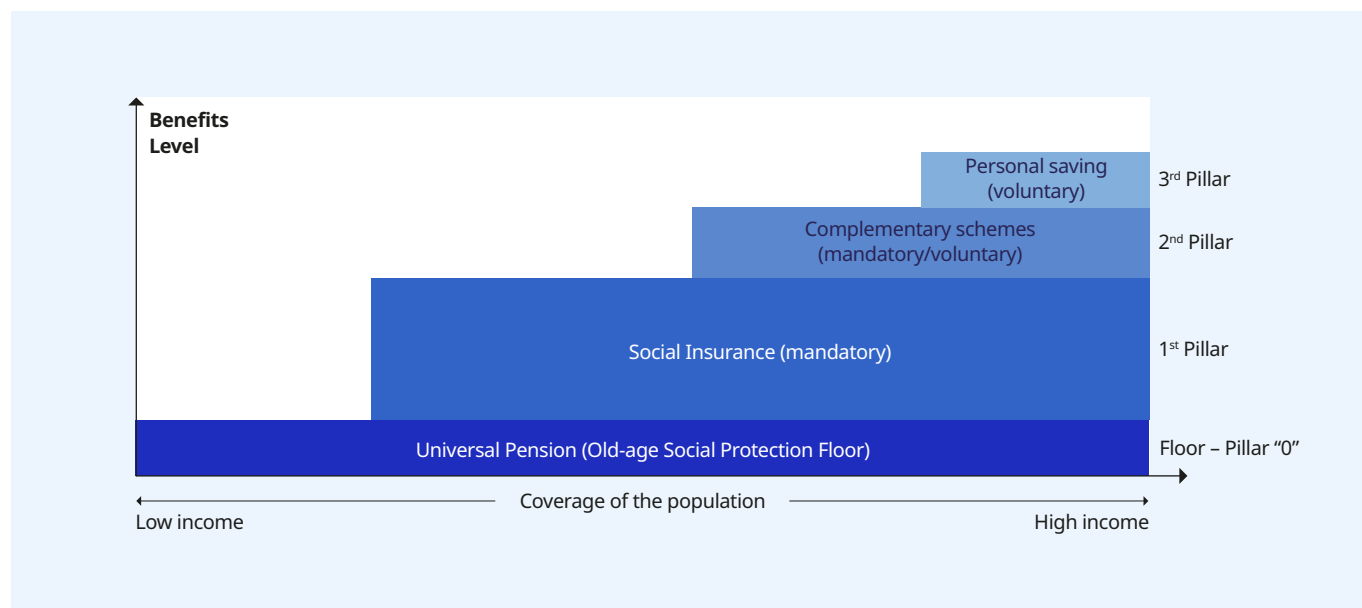 Benefits
Level
Personal saving
(voluntary)
3rd Pillar
Complementary schemes
(mandatory/voluntary)
2nd Pillar
Social Insurance (mandatory)
1st Pillar
Universal Pension (Old-age Social Protection Floor)
Floor – Pillar “0”
Coverage of the population
Low income
High income